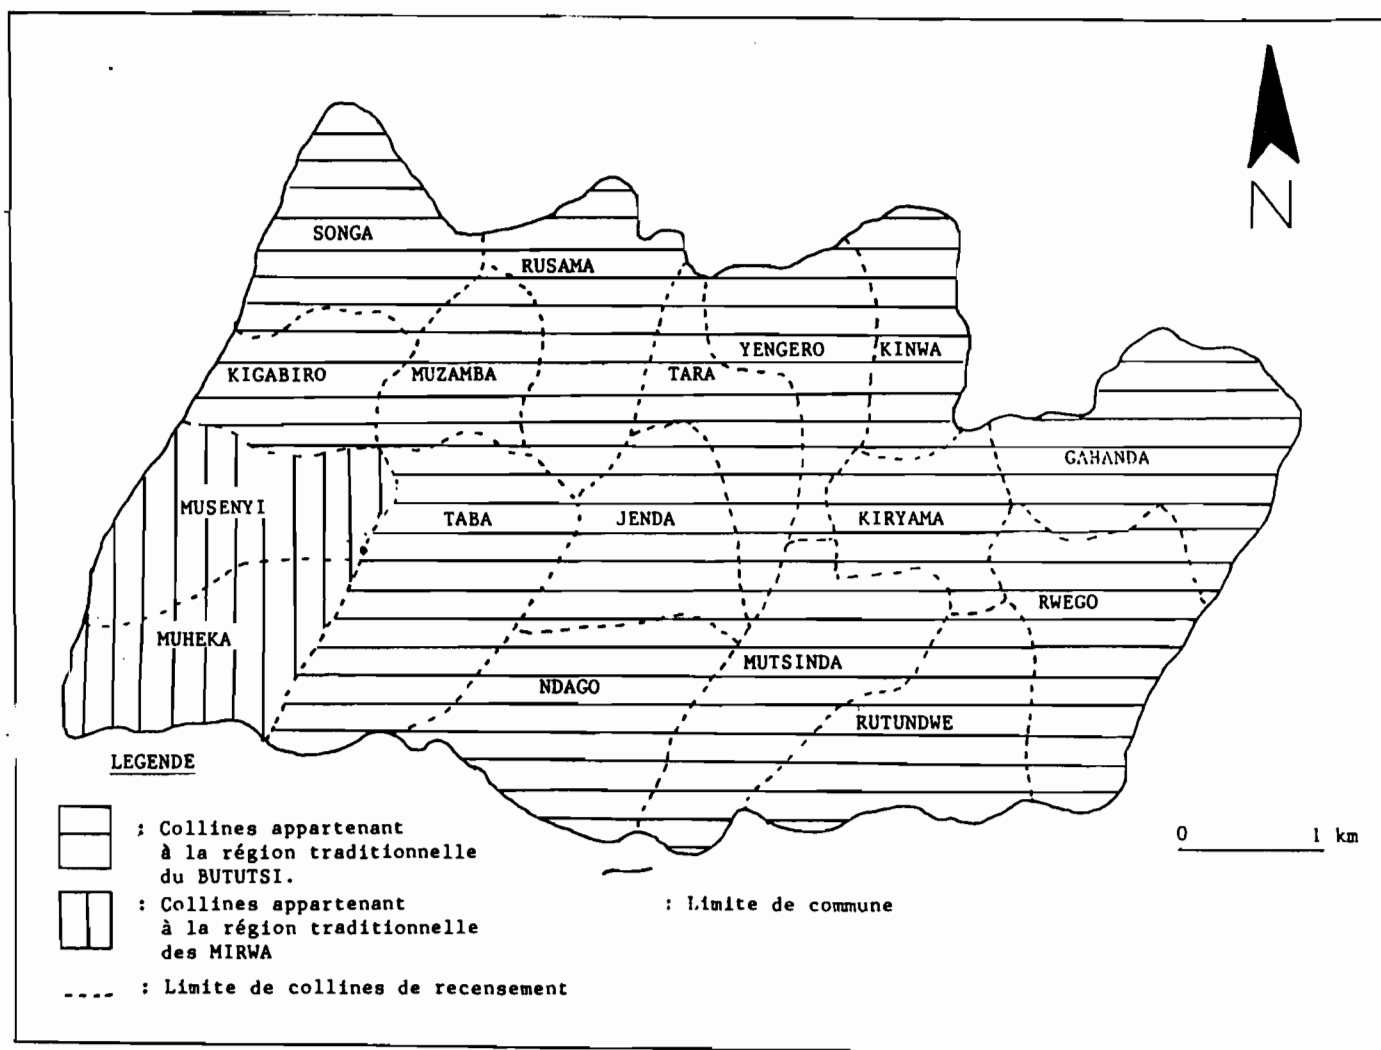 N
SONGA
RUSAMA
YENGERO
KINWA
KIGABIRO
MUZAMBA
TARA
GAHANDA
MUSENYI
TABA
JENDA
KIRYAMA
RWEGO
MUHEKA
MUTSINDA
NDAGO
RUTUNDWE
LEGENDE
; Collines appartenant
à la région traditionnelle
du BUTUTSI.
: Collines appartenant
à la région traditionnelle
des MIRWA
: Limite de commune
: Limite de collines de recensement
0 1 km